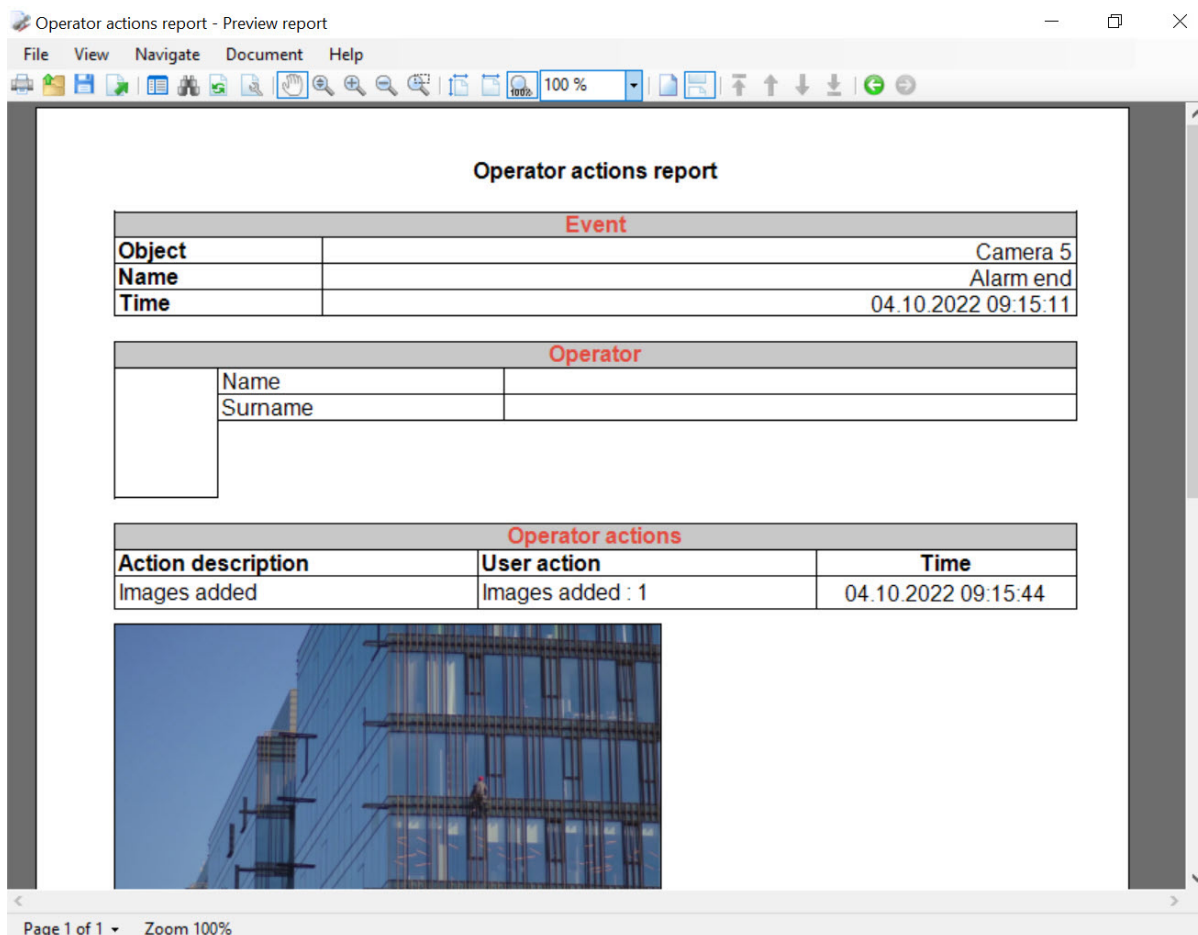 Operator actions report - Preview report
File View Navigate Document Help
100% 100 %
Operator actions report
Event
Object Camera 5
Name Alarm end
Time 04.10.2022 09:15:11
Operator
Name
Surname
Operator actions
Action description User action Time
Images added Images added : 1 04.10.2022 09:15:44
Page 1 of 1 Zoom 100%